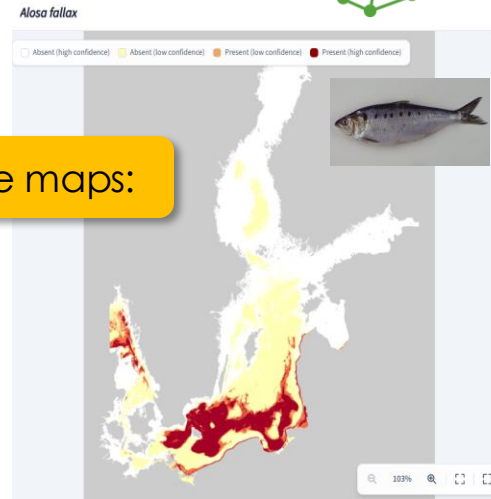 Alosa fallax
Absent (high confidence) Absent (low confidence) Present (low confidence) Present (high confidence)
maps:
103%